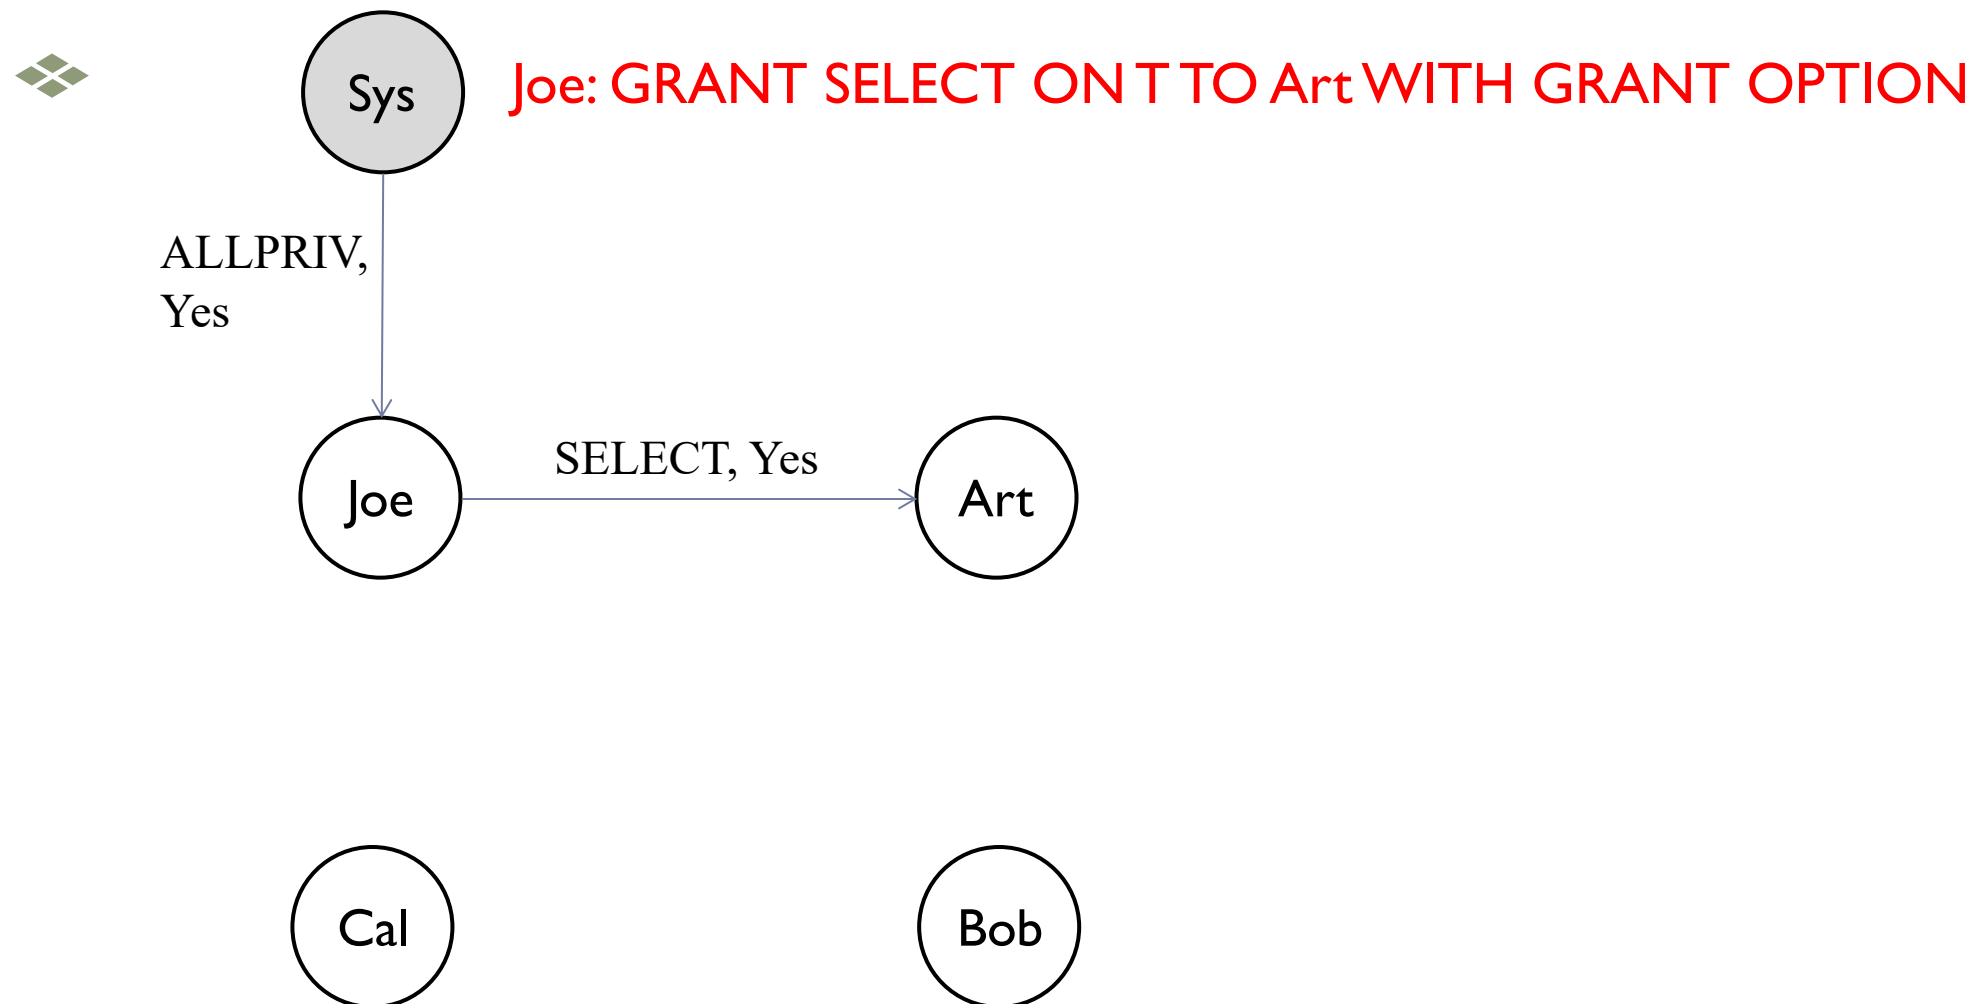 Sys
Joe: GRANT SELECT ON T TO Art WITH GRANT OPTION
ALLPRIV,
Yes
SELECT, Yes
Joe
Art
Cal
Bob